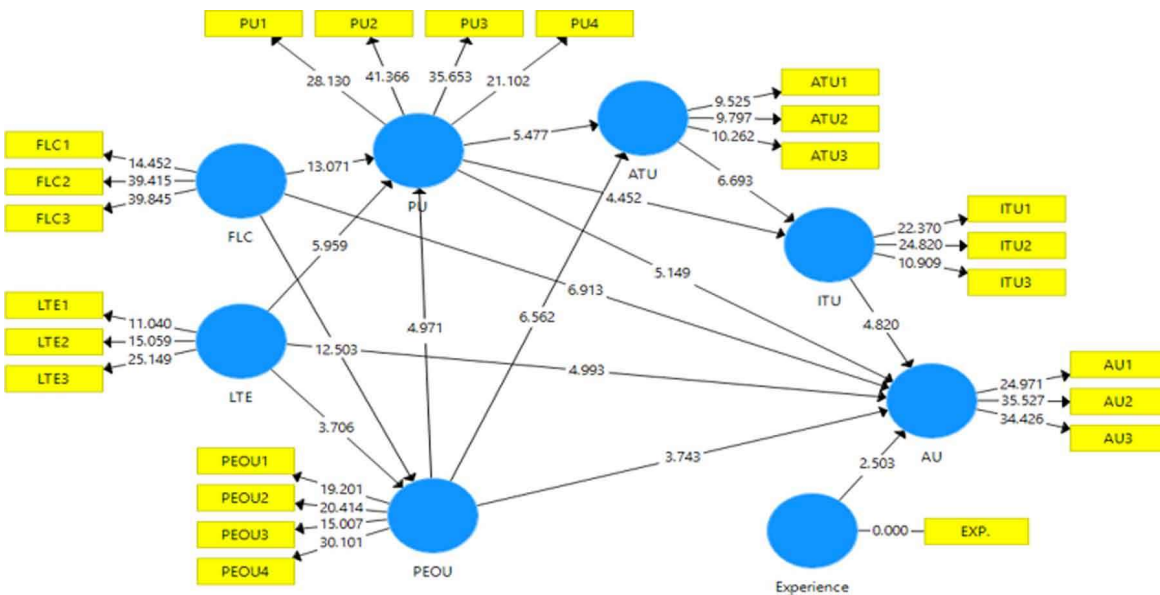 PU1 PU2 PU3 PU4
28.130 41.366 35.653 21.102
PU
FLC1
FLC2
FLC3
14.452
39.415
39.845
FLC
13.071
5.477
ATU
9.525
9.797
10.262
ATU1
ATU2
ATU3
6.693
4.452
5.959
5.149
6.913
4.971
6.562
ITU
22.370
24.820
10.909
ITU1
ITU2
ITU3
4.820
LTE1
LTE2
LTE3
11.040
15.059
25.149
LTE
12.503
4.993
3.706
AU
24.971
35.527
34.426
AU1
AU2
AU3
3.743
2.503
PEOU1
PEOU2
PEOU3
PEOU4
19.201
20.414
15.007
30.101
PEOU
Experience
0.000
EXP.